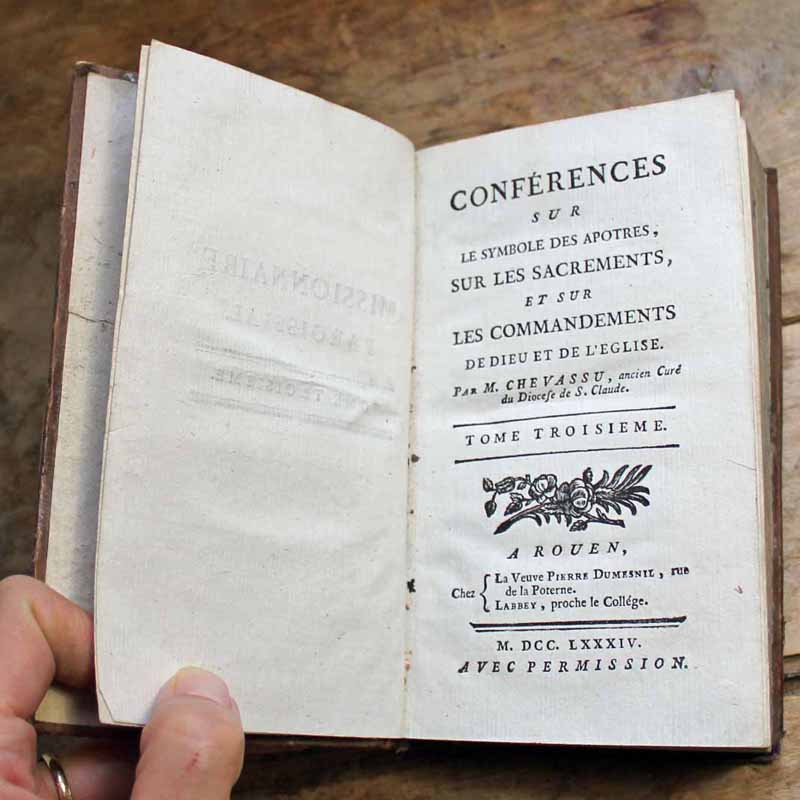 CONFÉRENCES
SUR
LE SYMBOLE DES APOTRES,
SUR LES SACREMENTS,
ET SUR
LES COMMANDEMENTS
DE DIEU ET DE L'EGLISE.
PAR M. CHEVASSU, ancien Curé
du Dioceſe de S. Claude.
TOME TROISIEME.
A ROUEN,
Chez { La Veuve PIERRE DUMESNIL, rue
de la Poterne.
LABBEY, proche le Collége.
M. DCC. LXXXIV.
AVEC PERMISSION.